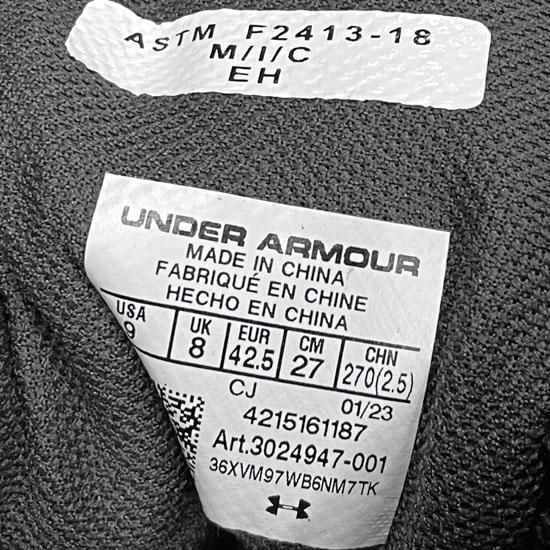 ASTM F2413-18
M/I/C
EH
UNDER ARMOUR
MADE IN CHINA
FABRIQUÉ EN CHINE
HECHO EN CHINA
USA UK EUR CM CHN
9 8 42.5 27 270(2.5)
CJ 01/23
4215161187
Art.3024947-001
36XVM97WB6NM7TK